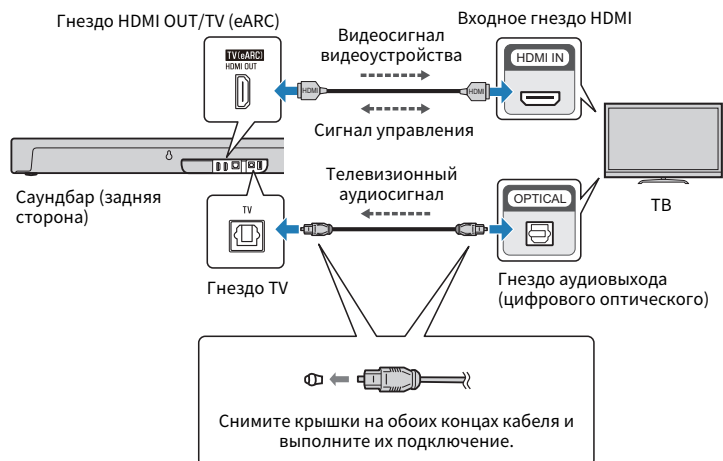 Гнездо HDMI OUT/TV (eARC)
Входное гнездо HDMI
TV(eARC)
HDMI OUT
Видеосигнал
видеоустройства
HDMI IN
HDMI
HDMI
Сигнал управления
Саундбар (задняя
сторона)
Телевизионный
аудиосигнал
TV
OPTICAL
ТВ
Гнездо TV
Гнездо аудиовыхода
(цифрового оптического)
Снимите крышки на обоих концах кабеля и
выполните их подключение.